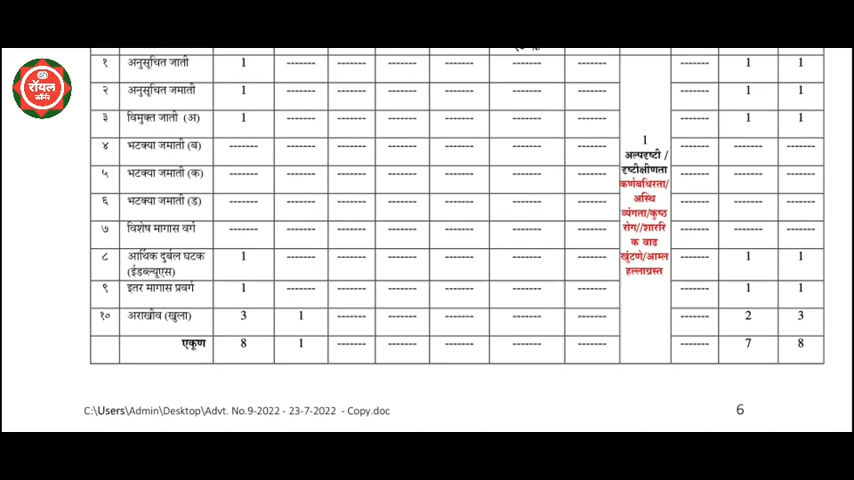 १ अनुसूचित जाती 1 ------- ------- ------- ------- ------- ------- ------- 1 1
२ अनुसूचित जमाती 1 ------- ------- ------- ------- ------- ------- ------- 1 1
३ विमुक्त जाती (अ) 1 ------- ------- ------- ------- ------- ------- ------- 1 1
४ भटक्या जमाती (ब) ------- ------- ------- ------- ------- ------- ------- ------- ------- -------
५ भटक्या जमाती (क) ------- ------- ------- ------- ------- ------- ------- ------- ------- -------
६ भटक्या जमाती (ड) ------- ------- ------- ------- ------- ------- ------- ------- ------- -------
७ विशेष मागास वर्ग ------- ------- ------- ------- ------- ------- ------- ------- ------- -------
८ आर्थिक दुर्बल घटक 1 ------- ------- ------- ------- ------- ------- ------- 1 1
(ईडब्ल्यूएस)
९ इतर मागास प्रवर्ग 1 ------- ------- ------- ------- ------- ------- ------- 1 1
१० अराखीव (खुला) 3 1 ------- ------- ------- ------- ------- ------- 2 3
एकूण 8 1 ------- ------- ------- ------- ------- ------- 7 8
1
अल्पदृष्टी /
दृष्टीक्षीणता
कर्णबधिरता/
अस्थि
व्यंगता/कुष्ठ
रोग//शारिर
िक वाढ
खुंटणे/आम्ल
हल्लाग्रस्त
रॉयल
कॉर्नर
C:\Users\Admin\Desktop\Advt. No.9-2022 - 23-7-2022 - Copy.doc 6